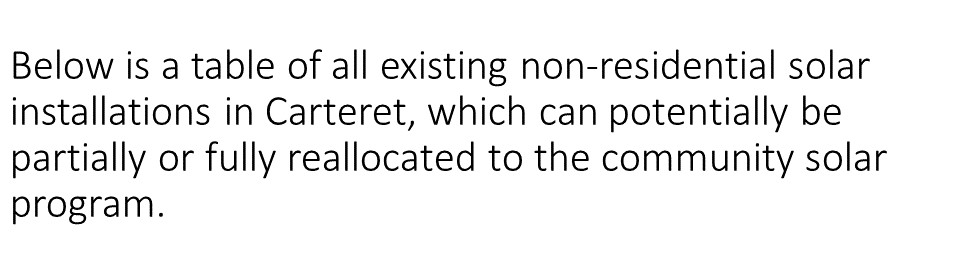 Below is a table of all existing non-residential solar
installations in Carteret, which can potentially be
partially or fully reallocated to the community solar
program.